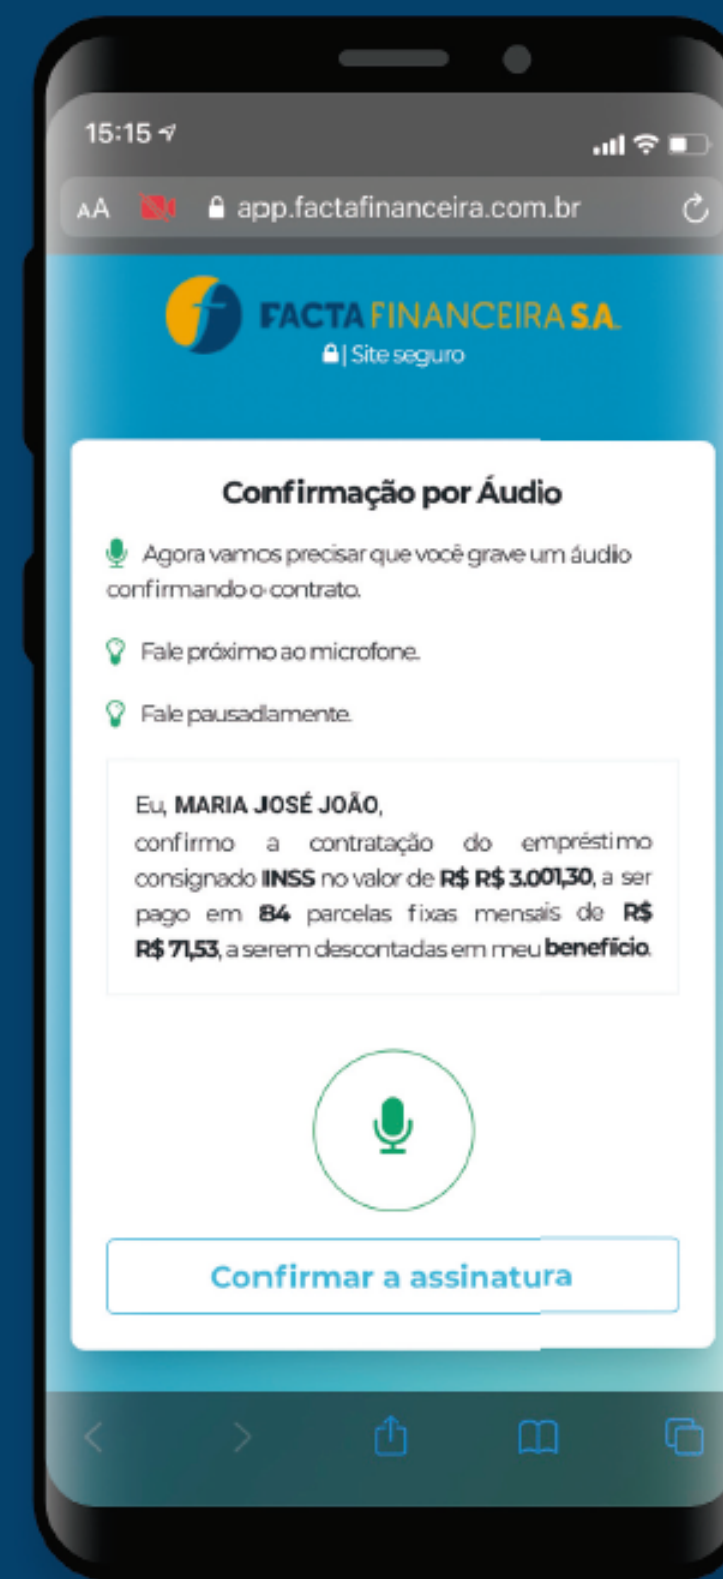 15:15
AA app.factafinanceira.com.br
FACTA FINANCEIRA S.A.
| Site seguro
Confirmação por Áudio
Agora vamos precisar que você grave um áudio
confirmando o contrato.
Fale próximo ao microfone.
Fale pausadamente.
Eu, MARIA JOSÉ JOÃO,
confirmo a contratação do empréstimo
consignado INSS no valor de R$ R$ 3.001,30, a ser
pago em 84 parcelas fixas mensais de R$
R$ 71,53, a serem descontadas em meu benefício.
Confirmar a assinatura